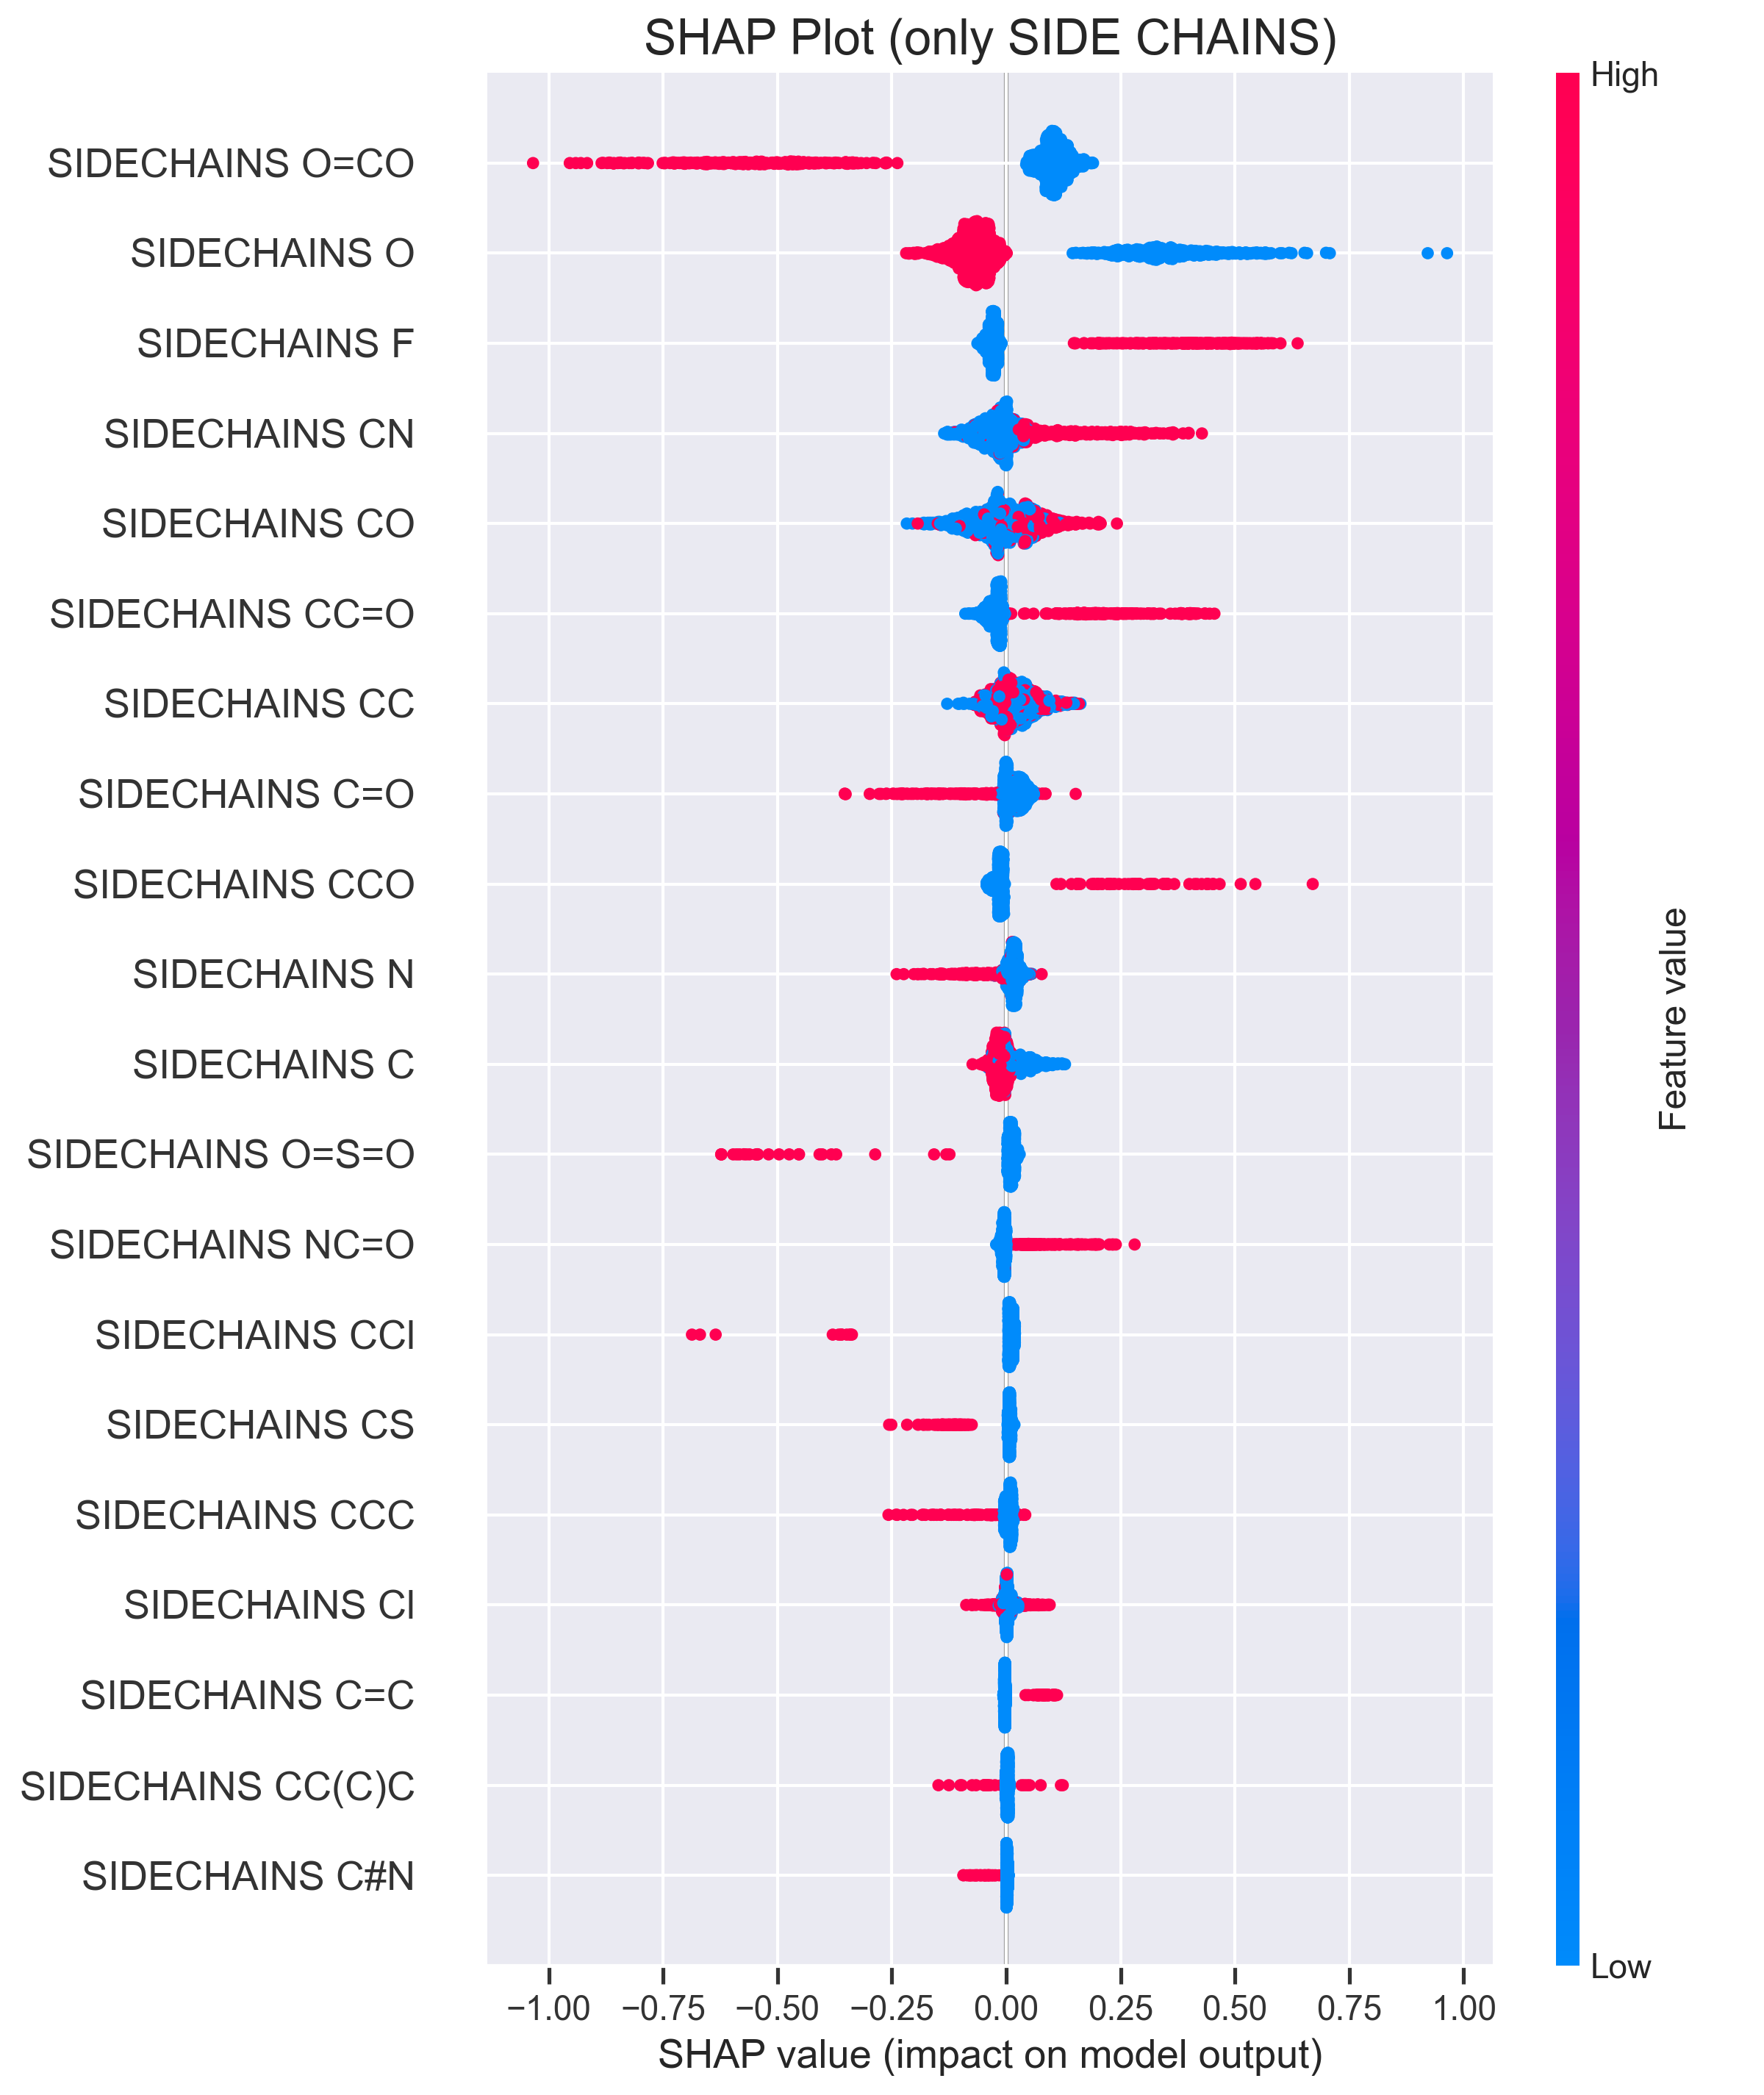 SHAP Plot (only SIDE CHAINS)
High
SIDECHAINS O=CO
SIDECHAINS O
SIDECHAINS F
SIDECHAINS CN
SIDECHAINS CO
SIDECHAINS CC=O
SIDECHAINS CC
SIDECHAINS C=O
SIDECHAINS CCO
SIDECHAINS N
SIDECHAINS C
SIDECHAINS O=S=O
SIDECHAINS NC=O
SIDECHAINS CCl
SIDECHAINS CS
SIDECHAINS CCC
SIDECHAINS Cl
SIDECHAINS C=C
SIDECHAINS CC(C)C
SIDECHAINS C#N
Feature value
Low
−1.00 −0.75 −0.50 −0.25 0.00 0.25 0.50 0.75 1.00
SHAP value (impact on model output)